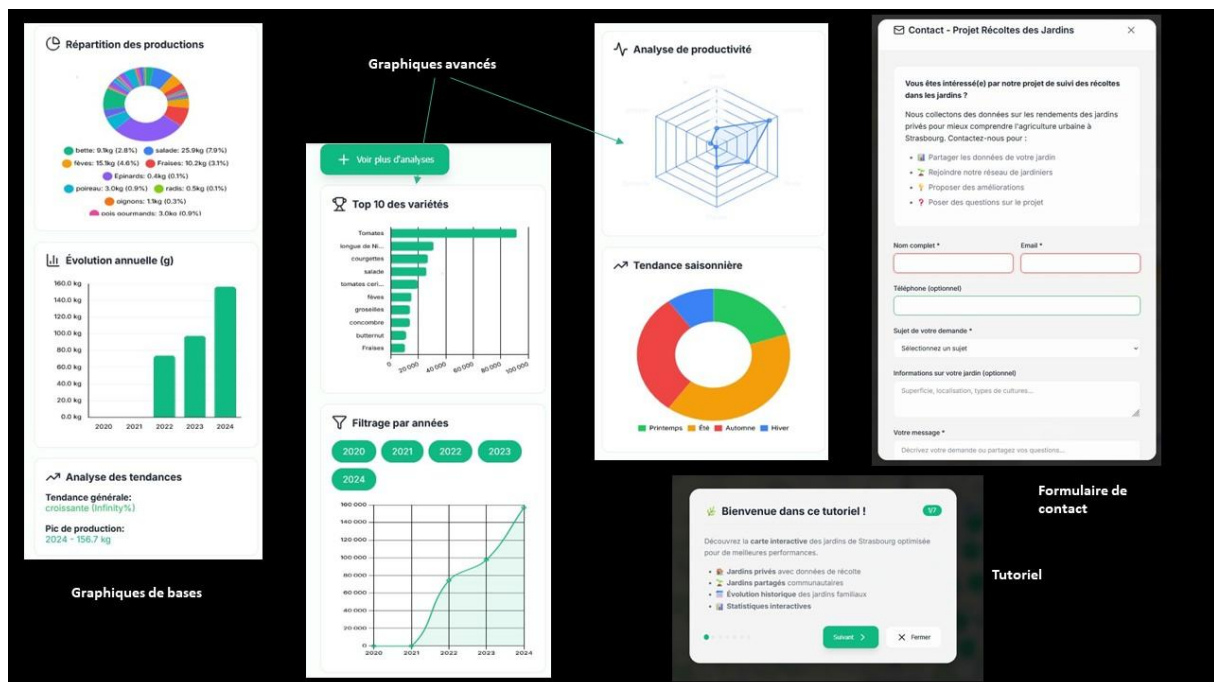 Répartition des productions
bette: 9.1kg (2.8%) salade: 25.9kg (7.9%)
fèves: 15.1kg (4.6%) Fraises: 10.2kg (3.1%)
Epinards: 0.4kg (0.1%)
poireau: 3.0kg (0.9%) radis: 0.5kg (0.1%)
oignons: 1.1kg (0.3%)
pois gourmands: 3.0kg (0.9%)
Évolution annuelle (g)
160.0 kg
140.0 kg
120.0 kg
100.0 kg
80.0 kg
60.0 kg
40.0 kg
20.0 kg
0.0 kg
2020 2021 2022 2023 2024
Analyse des tendances
Tendance générale:
croissante (Infinity%)
Pic de production:
2024 - 156.7 kg
Graphiques de bases
Graphiques avancés
+ Voir plus d'analyses
Top 10 des variétés
Tomates
longue de Ni...
courgettes
salade
tomates ceri...
fèves
groseilles
concombre
butternut
Fraises
0 20 000 40 000 60 000 80 000 100 000
Filtrage par années
2020 2021 2022 2023
2024
160 000
140 000
120 000
100 000
80 000
60 000
40 000
20 000
0
2020 2021 2022 2023 2024
Analyse de productivité
Tendance saisonnière
Printemps Été Automne Hiver
Contact - Projet Récoltes des Jardins
Vous êtes intéressé(e) par notre projet de suivi des récoltes
dans les jardins ?
Nous collectons des données sur les rendements des jardins
privés pour mieux comprendre l'agriculture urbaine à
Strasbourg. Contactez-nous pour :
• Partager les données de votre jardin
• Rejoindre notre réseau de jardiniers
• Proposer des améliorations
• Poser des questions sur le projet
Nom complet * Email *
Téléphone (optionnel)
Sujet de votre demande *
Sélectionnez un sujet
Informations sur votre jardin (optionnel)
Superficie, localisation, types de cultures...
Votre message *
Décrivez votre demande ou partagez vos questions...
Formulaire de
contact
Bienvenue dans ce tutoriel ! 1/7
Découvrez la carte interactive des jardins de Strasbourg optimisée
pour de meilleures performances.
• Jardins privés avec données de récolte
• Jardins partagés communautaires
• Évolution historique des jardins familiaux
• Statistiques interactives
Suivant Fermer
Tutoriel